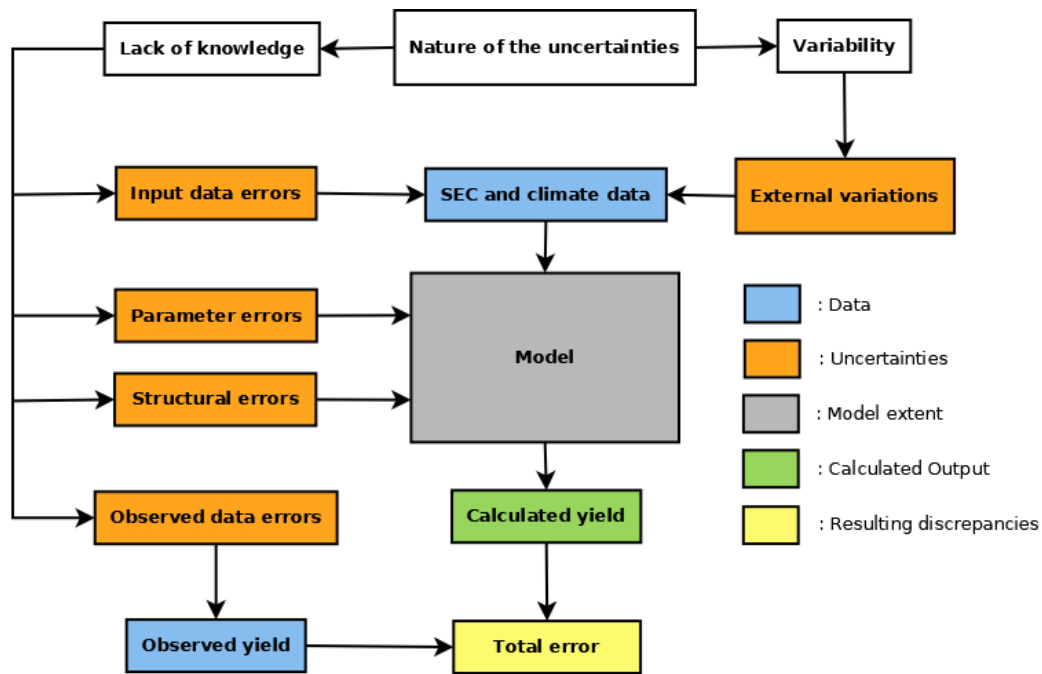 Lack of knowledge
Nature of the uncertainties
Variability
Input data errors
SEC and climate data
External variations
Parameter errors
Model
Structural errors
Observed data errors
Calculated yield
Observed yield
Total error
: Data
: Uncertainties
: Model extent
: Calculated Output
: Resulting discrepancies